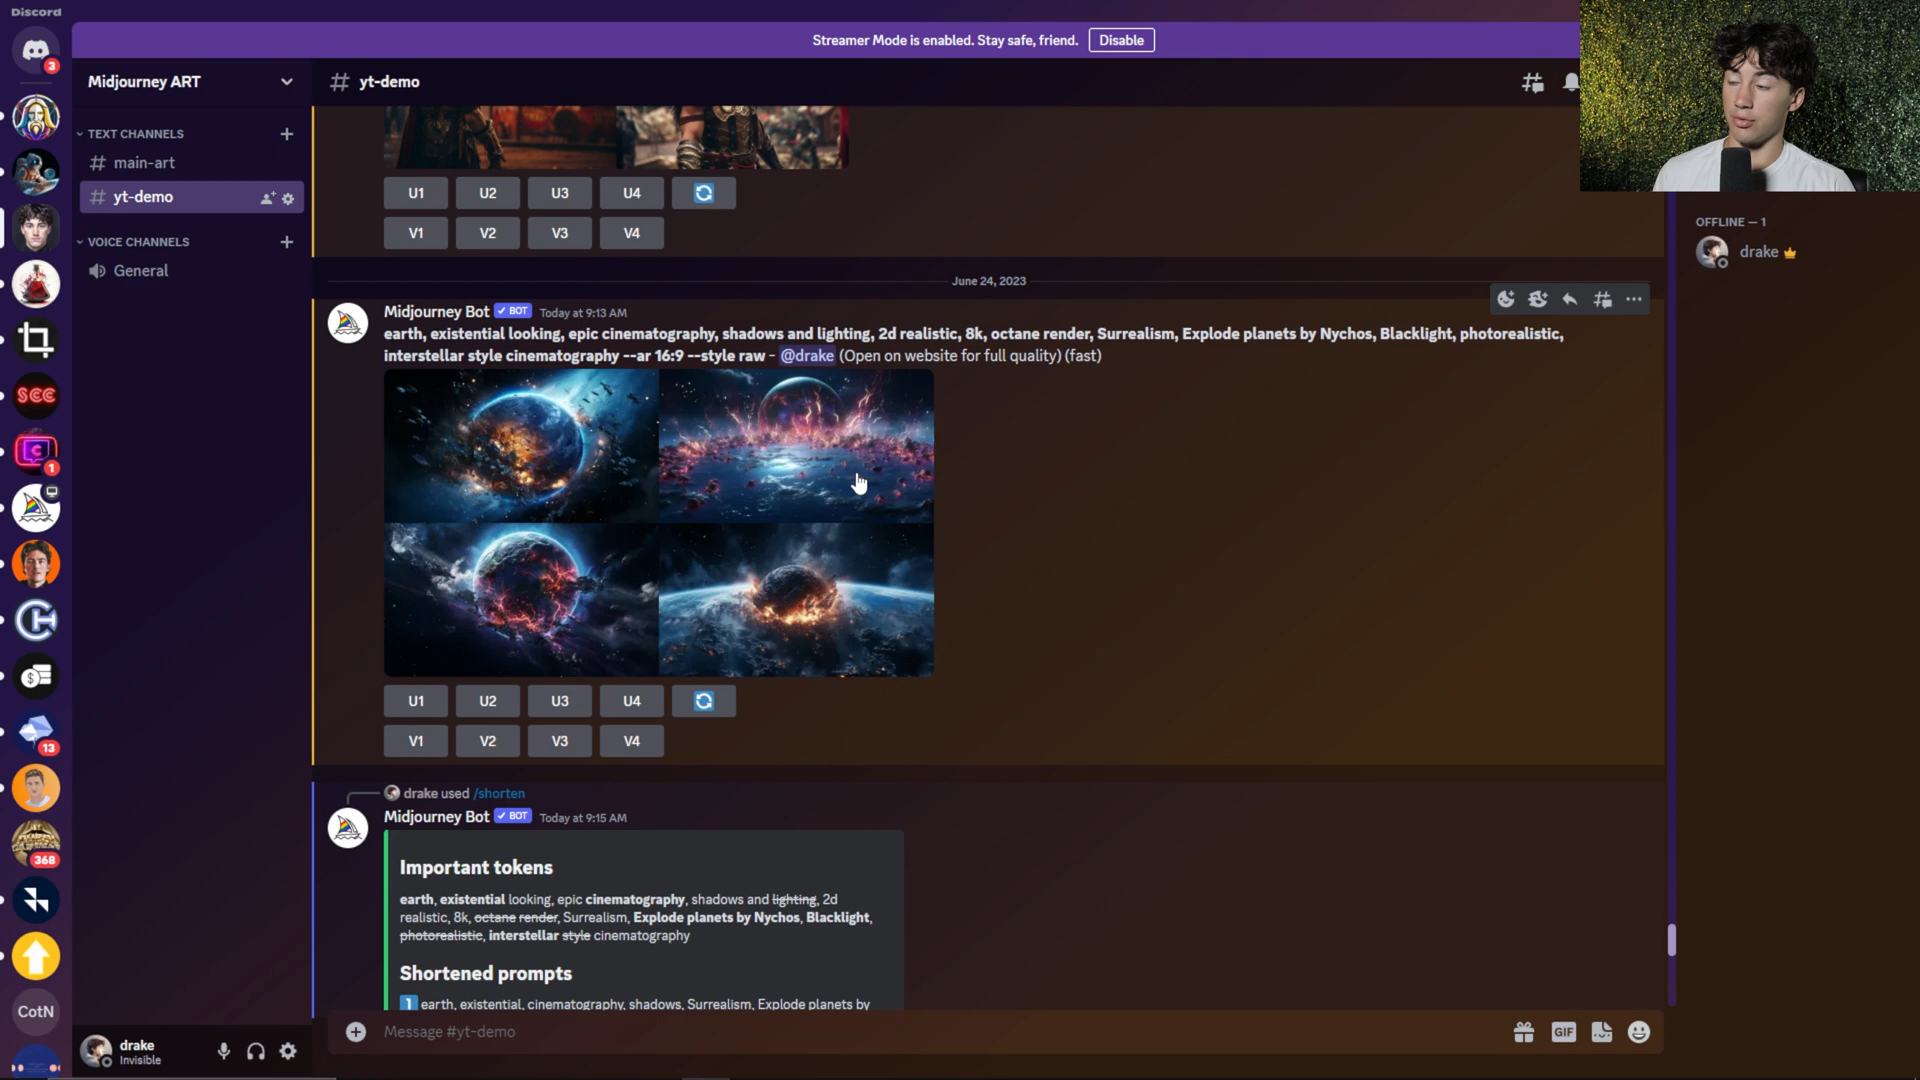 Discord
Streamer Mode is enabled. Stay safe, friend.
Disable
3
Midjourney ART
yt-demo
TEXT CHANNELS
main-art
yt-demo
VOICE CHANNELS
General
SCC
1
13
368
CotN
U1 U2 U3 U4
V1 V2 V3 V4
June 24, 2023
Midjourney Bot ✓ BOT Today at 9:13 AM
earth, existential looking, epic cinematography, shadows and lighting, 2d realistic, 8k, octane render, Surrealism, Explode planets by Nychos, Blacklight, photorealistic,
interstellar style cinematography --ar 16:9 --style raw - @drake (Open on website for full quality) (fast)
U1 U2 U3 U4
V1 V2 V3 V4
drake used /shorten
Midjourney Bot ✓ BOT Today at 9:15 AM
Important tokens
earth, existential looking, epic cinematography, shadows and lighting, 2d
realistic, 8k, octane render, Surrealism, Explode planets by Nychos, Blacklight,
photorealistic, interstellar style cinematography
Shortened prompts
1 earth, existential, cinematography, shadows, Surrealism, Explode planets by
Message #yt-demo
GIF
OFFLINE — 1
drake
drake
Invisible